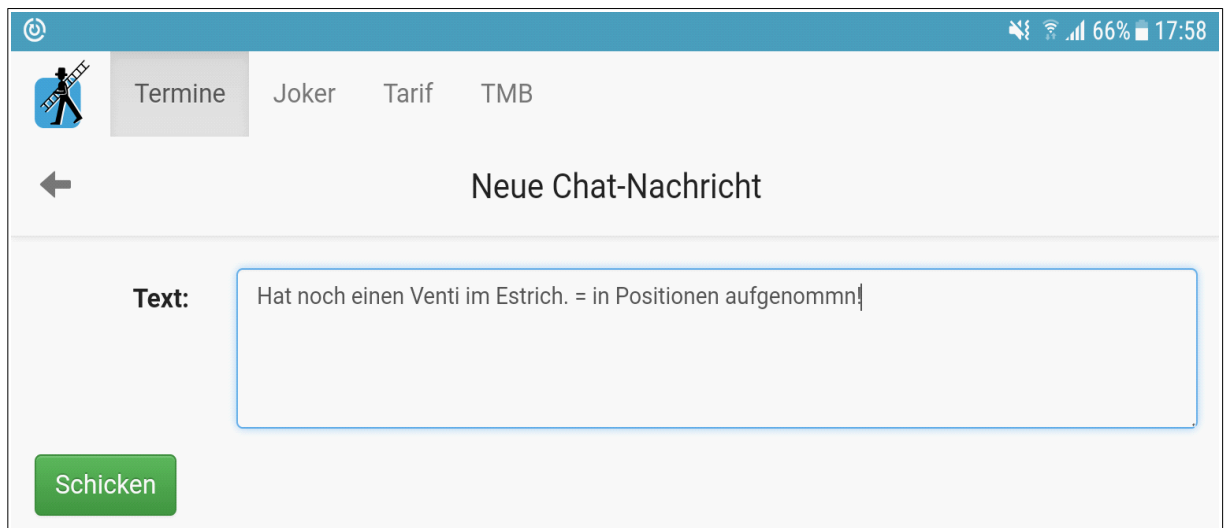 66% 17:58
Termine Joker Tarif TMB
Neue Chat-Nachricht
Text: Hat noch einen Venti im Estrich. = in Positionen aufgenommn!
Schicken